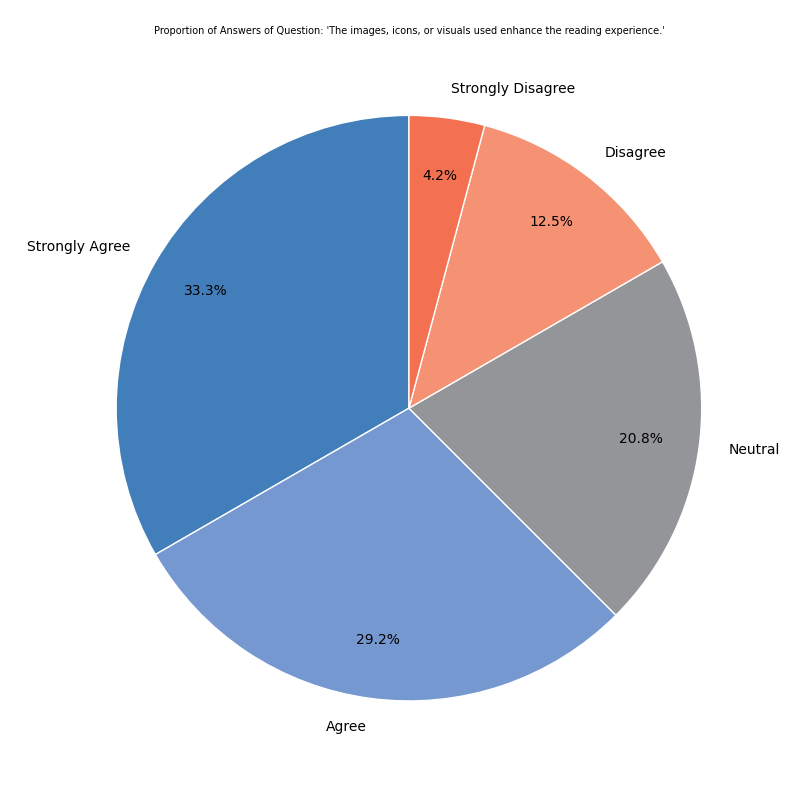 Proportion of Answers of Question: 'The images, icons, or visuals used enhance the reading experience.'
Strongly Disagree
Disagree
4.2%
12.5%
Strongly Agree
33.3%
20.8%
Neutral
29.2%
Agree